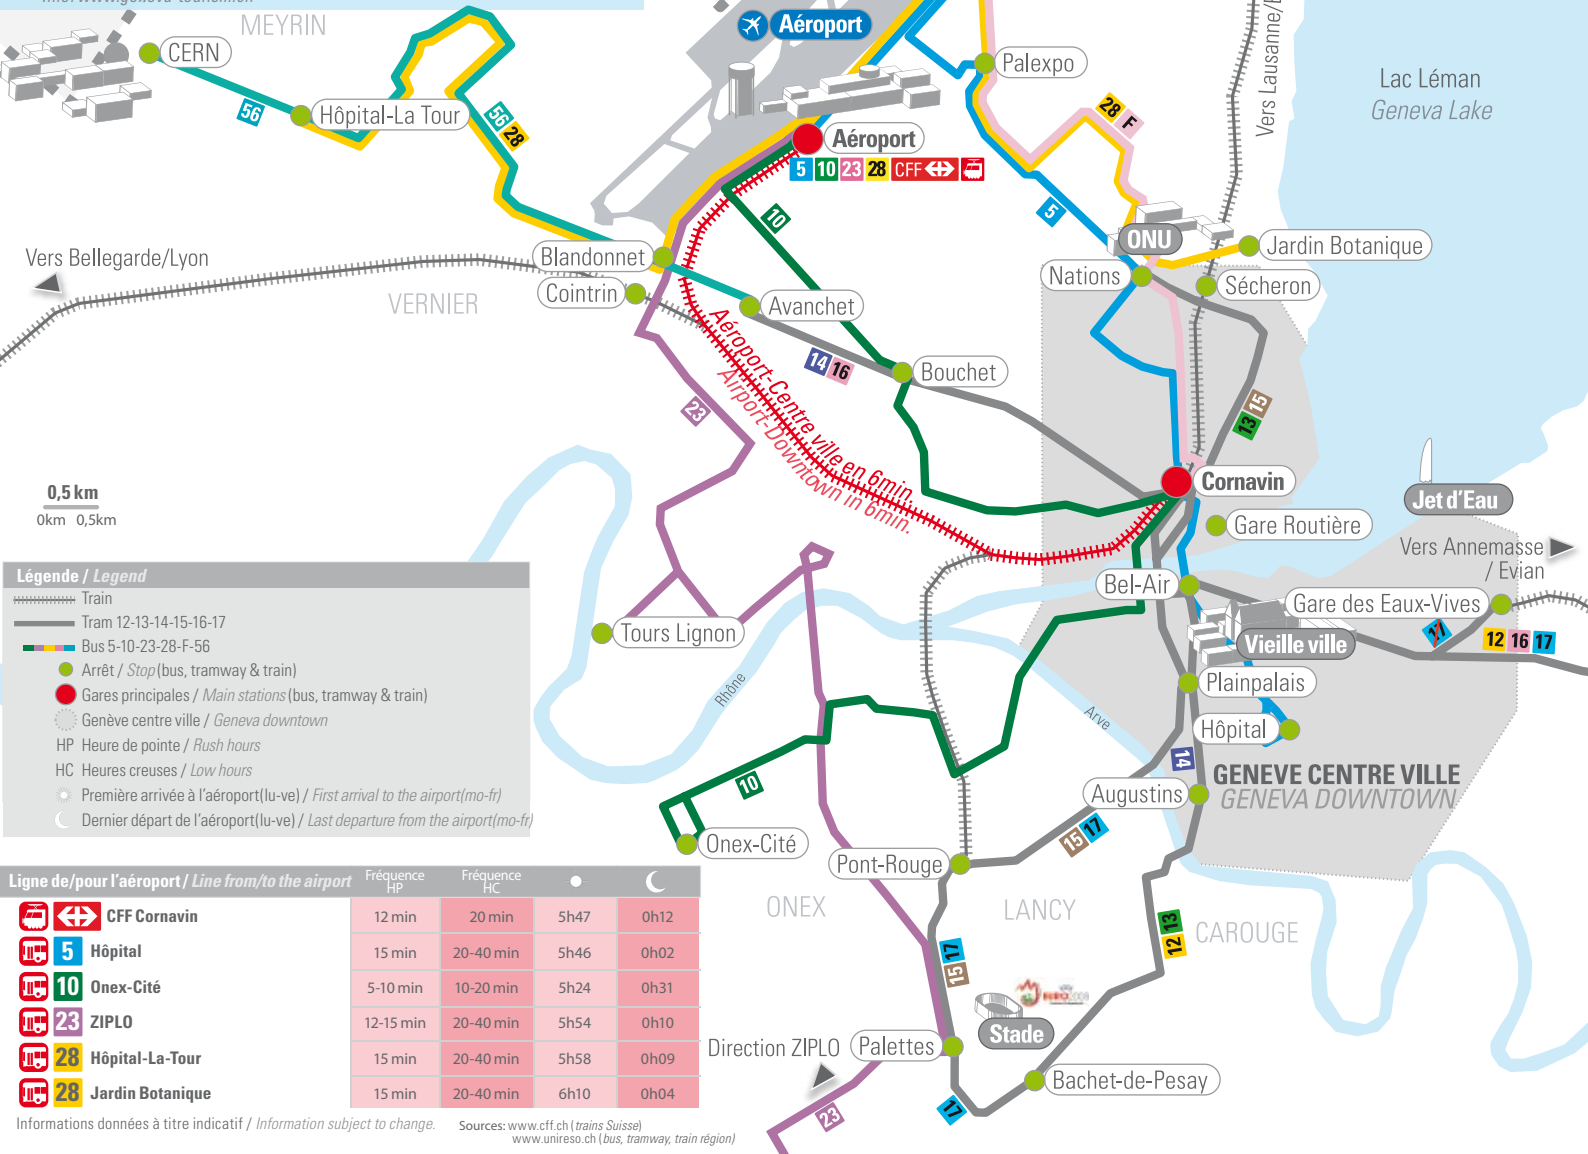 MEYRIN
CERN
56
Hôpital-La Tour
56 28
Aéroport
Aéroport
5 10 23 28 CFF
Palexpo
28 F
Vers Lausanne/
Lac Léman
Geneva Lake
5
10
ONU
Jardin Botanique
Nations
Sécheron
Vers Bellegarde/Lyon
VERNIER
Blandonnet
Cointrin
Avanchet
14 16
Bouchet
23
Aéroport-Centre ville en 6min.
Airport-Downtown in 6min.
13 15
Cornavin
Gare Routière
Jet d'Eau
Vers Annemasse
/ Evian
Bel-Air
Gare des Eaux-Vives
17
12 16 17
Vieille ville
Plainpalais
Hôpital
14
GENEVE CENTRE VILLE
GENEVA DOWNTOWN
Augustins
15 17
Arve
Rhône
Tours Lignon
10
Onex-Cité
Pont-Rouge
ONEX
LANCY
CAROUGE
12 13
15 17
Stade
Direction ZIPLO
Palettes
Bachet-de-Pesay
17
23
0,5 km
0km 0,5km
Légende / Legend
Train
Tram 12-13-14-15-16-17
Bus 5-10-23-28-F-56
Arrêt / Stop (bus, tramway & train)
Gares principales / Main stations (bus, tramway & train)
Genève centre ville / Geneva downtown
HP Heure de pointe / Rush hours
HC Heures creuses / Low hours
Première arrivée à l'aéroport(lu-ve) / First arrival to the airport(mo-fr)
Dernier départ de l'aéroport(lu-ve) / Last departure from the airport(mo-fr)
Ligne de/pour l'aéroport / Line from/to the airport Fréquence HP Fréquence HC
CFF Cornavin 12 min 20 min 5h47 0h12
5 Hôpital 15 min 20-40 min 5h46 0h02
10 Onex-Cité 5-10 min 10-20 min 5h24 0h31
23 ZIPLO 12-15 min 20-40 min 5h54 0h10
28 Hôpital-La-Tour 15 min 20-40 min 5h58 0h09
28 Jardin Botanique 15 min 20-40 min 6h10 0h04
Informations données à titre indicatif / Information subject to change.
Sources: www.cff.ch (trains Suisse)
www.unireso.ch (bus, tramway, train région)